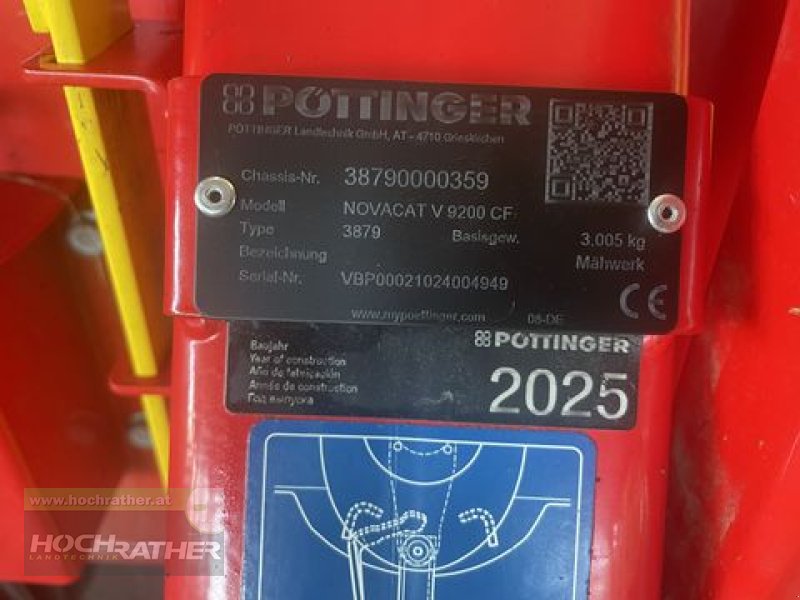 PÖTTINGER
PÖTTINGER Landtechnik GmbH, AT - 4710 Grieskirchen
Chassis-Nr. 38790000359
Modell NOVACAT V 9200 CF
Type 3879 Basisgew. 3.005 kg
Bezeichnung Mähwerk
Serial-Nr. VBP00021024004949
www.mypoettinger.com 08-DE
CE
PÖTTINGER
Baujahr
Year of construction
Año de fabricación
Année de construction
Год выпуска
2025
www.hochrather.at
HOCHRATHER
LANDTECHNIK